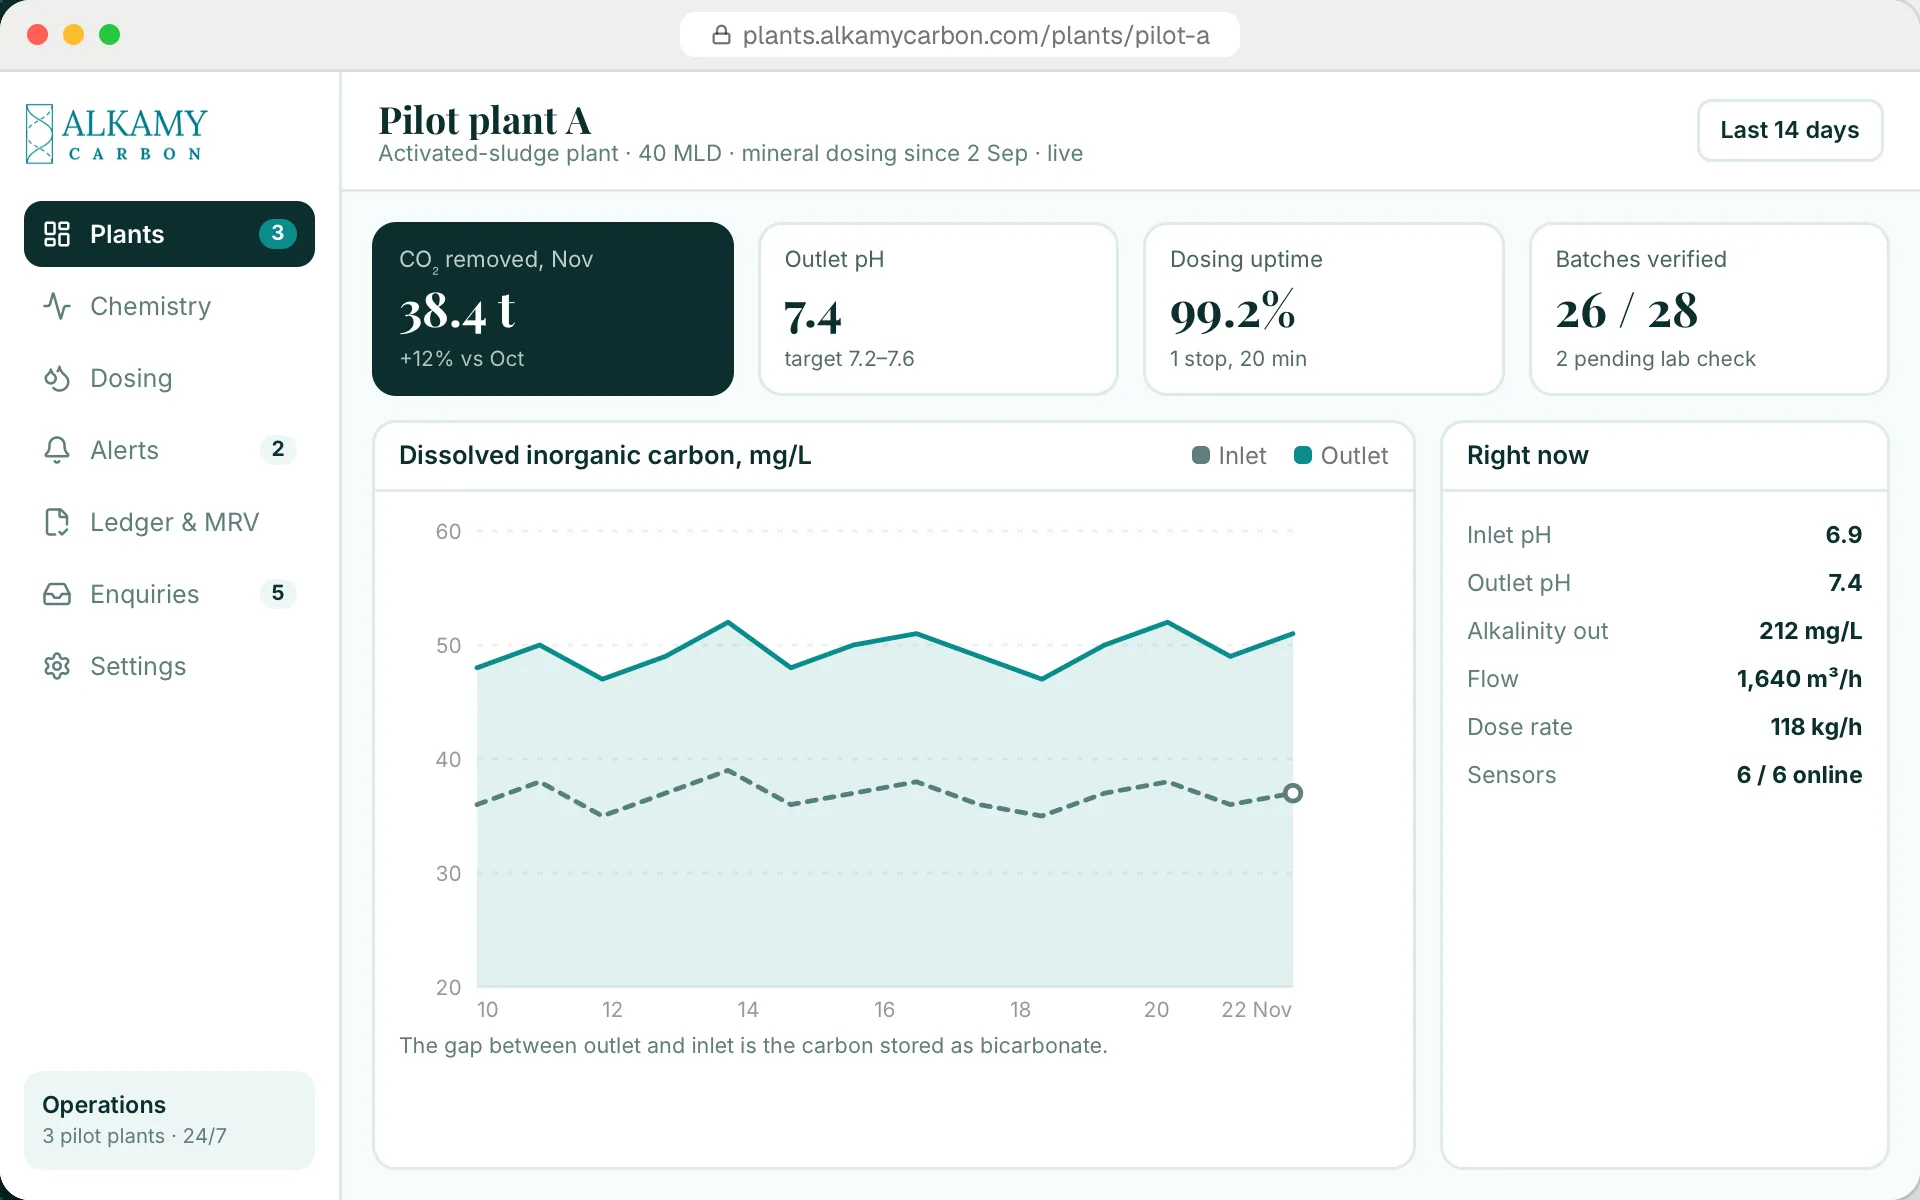 plants.alkamycarbon.com/plants/pilot-a
ALKAMY
CARBON
Plants 3
Chemistry
Dosing
Alerts 2
Ledger & MRV
Enquiries 5
Settings
Operations
3 pilot plants · 24/7
Pilot plant A
Activated-sludge plant · 40 MLD · mineral dosing since 2 Sep · live
Last 14 days
CO₂ removed, Nov
38.4 t
+12% vs Oct
Outlet pH
7.4
target 7.2–7.6
Dosing uptime
99.2%
1 stop, 20 min
Batches verified
26 / 28
2 pending lab check
Dissolved inorganic carbon, mg/L
Inlet Outlet
60
50
40
30
20
10 12 14 16 18 20 22 Nov
The gap between outlet and inlet is the carbon stored as bicarbonate.
Right now
Inlet pH 6.9
Outlet pH 7.4
Alkalinity out 212 mg/L
Flow 1,640 m³/h
Dose rate 118 kg/h
Sensors 6 / 6 online